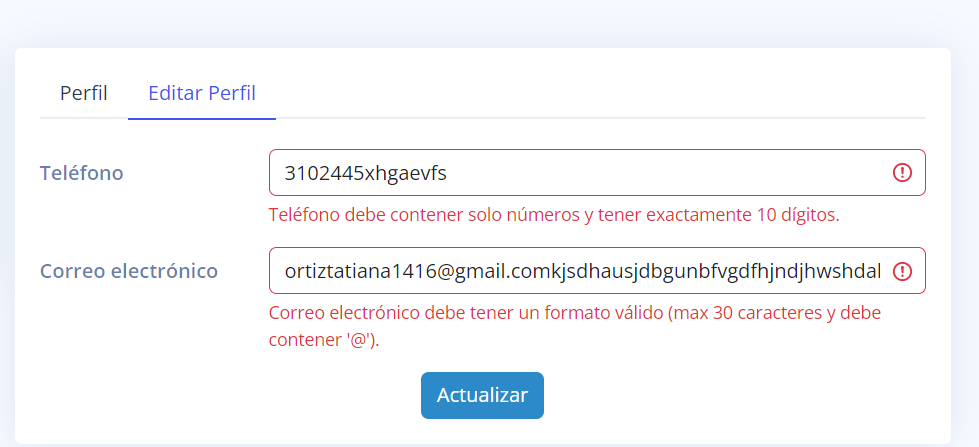 Perfil Editar Perfil
Teléfono 3102445xhgaevfs
Teléfono debe contener solo números y tener exactamente 10 dígitos.
Correo electrónico ortiztatiana1416@gmail.comkjsdhausjdbgunbfvgdfhjndjhwshdal
Correo electrónico debe tener un formato válido (max 30 caracteres y debe
contener '@').
Actualizar